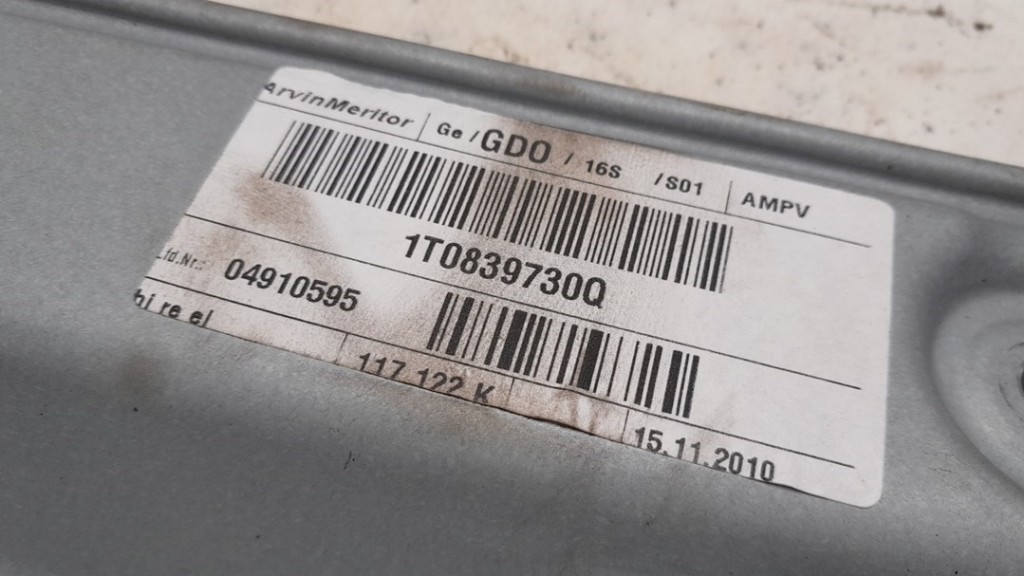 ArvinMeritor Ge /GDO / 16S /S01 AMPV
1T0839730Q
Lfd.Nr.: 04910595
hi re el
117 122 K
15.11.2010